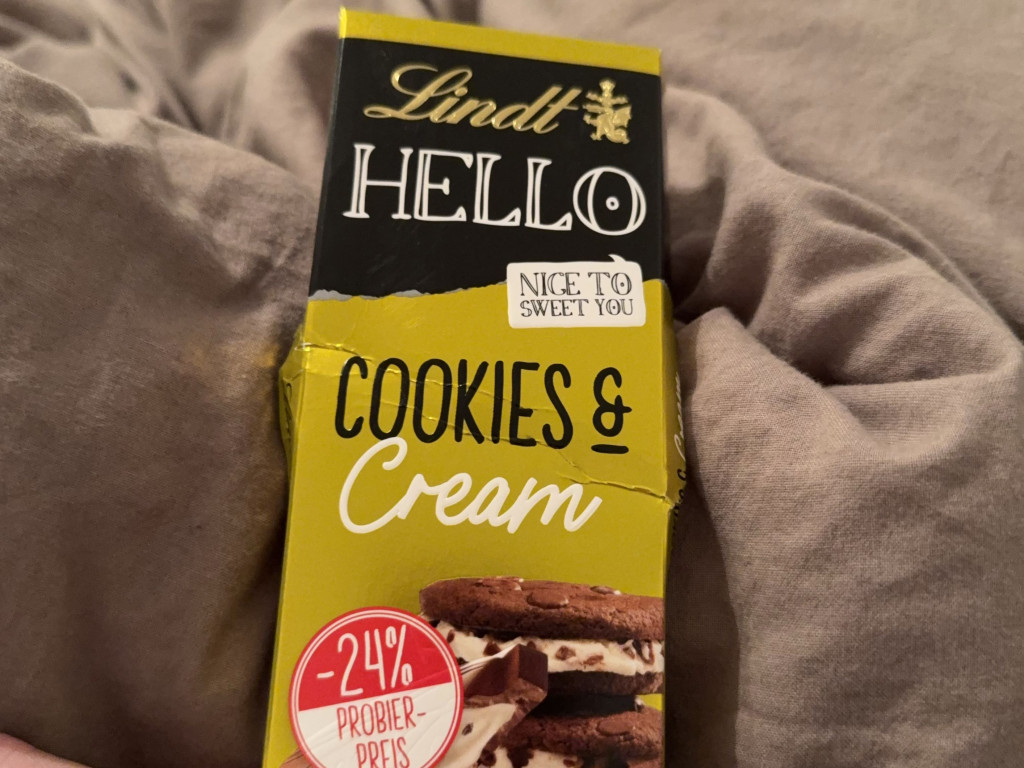 Lindt
HELLO
NICE TO
SWEET YOU
COOKIES &
Cream
-24%
PROBIER-
PREIS